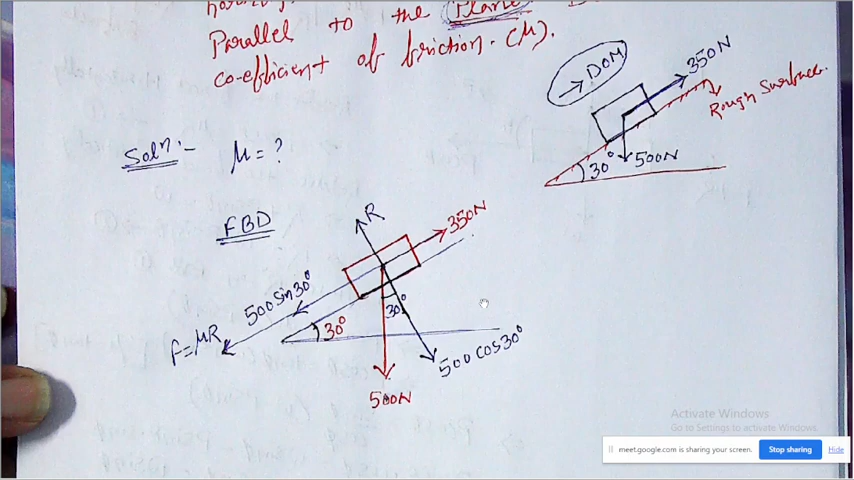 Parallel to the Plane
co-efficient of friction. (μ).
→ DOM
350N
Rough Surface.
30°
500N
Solⁿ:- μ = ?
FBD
R
350N
500 sin 30°
30°
30°
F = μR
500 cos 30°
500N
Activate Windows
Go to Settings to activate Windows.
meet.google.com is sharing your screen.
Stop sharing
Hide